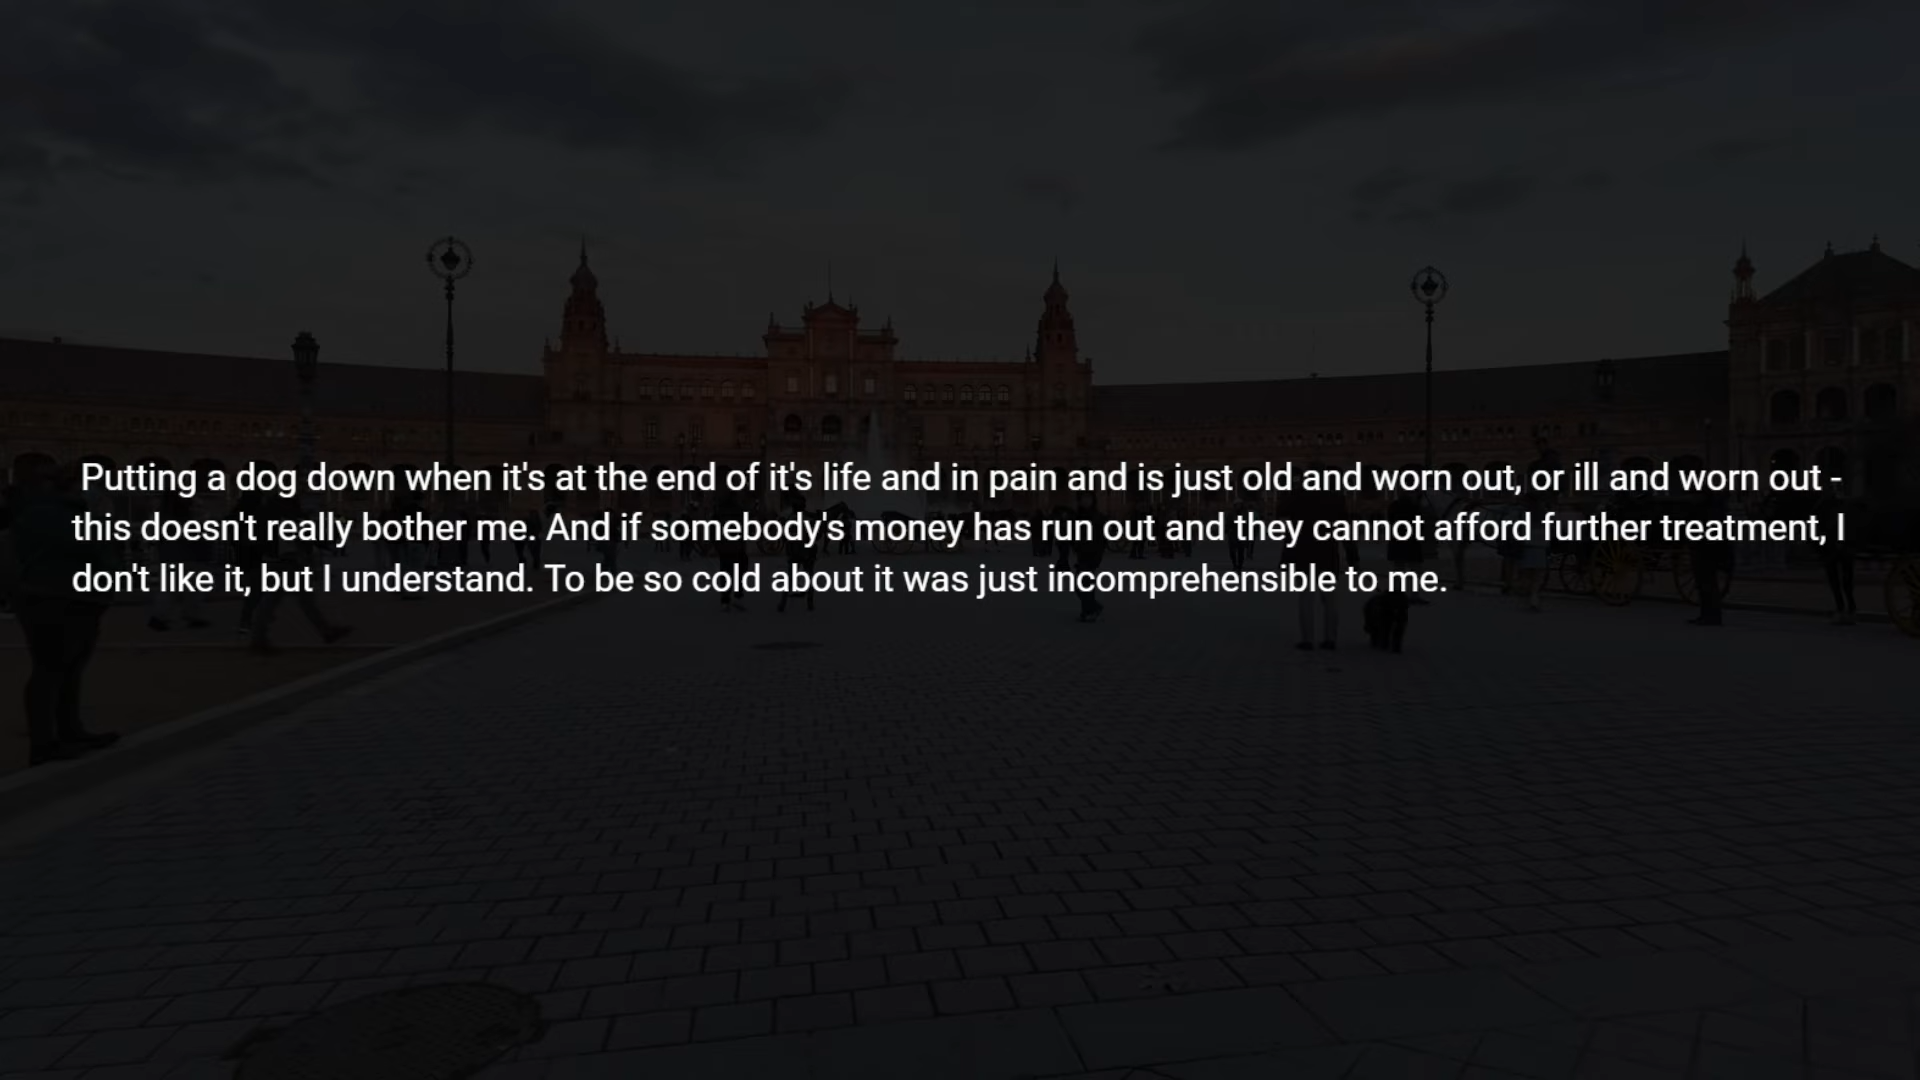 Putting a dog down when it's at the end of it's life and in pain and is just old and worn out, or ill and worn out -
this doesn't really bother me. And if somebody's money has run out and they cannot afford further treatment, I
don't like it, but I understand. To be so cold about it was just incomprehensible to me.